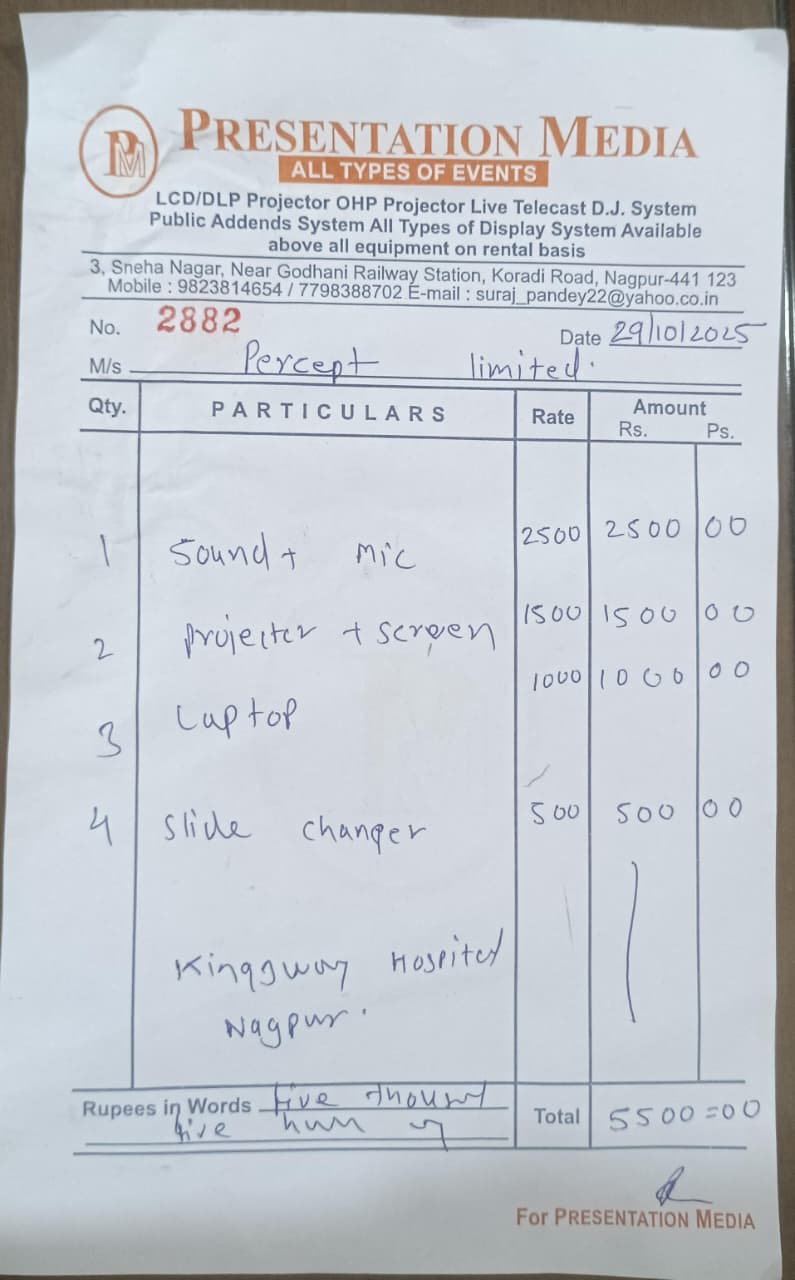 PM PRESENTATION MEDIA
ALL TYPES OF EVENTS
LCD/DLP Projector OHP Projector Live Telecast D.J. System
Public Addends System All Types of Display System Available
above all equipment on rental basis
3, Sneha Nagar, Near Godhani Railway Station, Koradi Road, Nagpur-441 123
Mobile : 9823814654 / 7798388702 E-mail : suraj_pandey22@yahoo.co.in
No. 2882 Date 29/10/2025
M/s Percept limited.
Qty. PARTICULARS Rate Amount
Rs. Ps.
1 Sound + Mic 2500 2500 00
2 Projecter + screen 1500 1500 00
3 Laptop 1000 1000 00
4 Slide changer 500 500 00
Kingsway Hospital
Nagpur.
Rupees in Words five thousand
five Total 5500=00
For PRESENTATION MEDIA